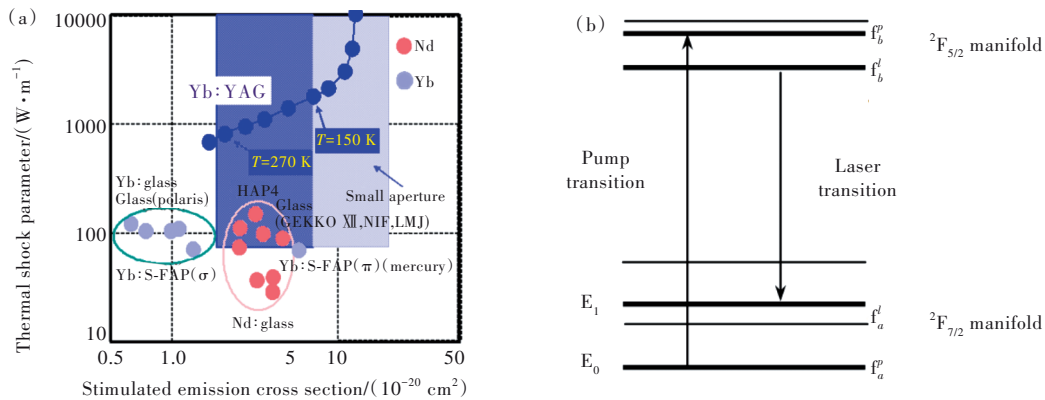 (a)
10000
1000
100
10
Thermal shock parameter/(W·m⁻¹)
Nd
Yb
Yb:YAG
T=150 K
T=270 K
Yb:glass
Glass(polaris)
HAP4
Small aperture
Glass
(GEKKO Ⅻ,NIF,LMJ)
Yb:S-FAP(σ)
Yb:S-FAP(π)(mercury)
Nd:glass
0.5
1.0
5
10
50
Stimulated emission cross section/(10⁻²⁰ cm²)
(b)
f_b^p
²F₅/₂ manifold
f_b^l
Pump
transition
Laser
transition
E₁
f_a^l
²F₇/₂ manifold
E₀
f_a^p